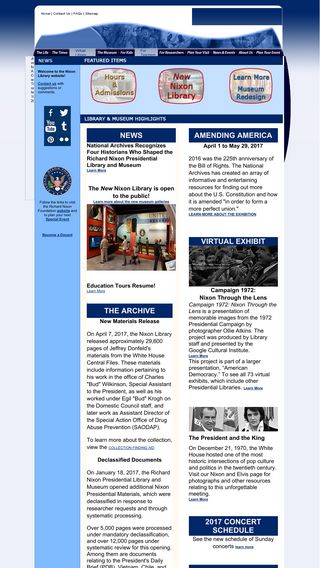 Home | Contact Us | FAQs | Sitemap
The Life The Times What's New The Museum For Kids For Teachers For Researchers Plan Your Visit News & Events About Us Plan Your Event
NEWS
Welcome to the Nixon
Library website!
Contact us with
suggestions or
comments
You
Tube
Follow the links to visit
the Richard Nixon
Foundation website and
to plan your next
Special Event
Become a Docent
FEATURED ITEMS
Hours
&
Admissions
New
Nixon
Library
Learn More
Museum
Redesign
LIBRARY & MUSEUM HIGHLIGHTS
NEWS
National Archives Recognizes
Four Historians Who Shaped the
Richard Nixon Presidential
Library and Museum
Learn More
The New Nixon Library is open
to the public!
Learn more about the new museum galleries
Education Tours Resume!
Learn More
THE ARCHIVE
New Materials Release
On April 7, 2017, the Nixon Library
released approximately 29,600
pages of Jeffrey Donfeld's
materials from the White House
Central Files. These materials
include information pertaining to
his work in the office of Charles
"Bud" Wilkinson, Special Assistant
to the President, as well as his
worked under Egil "Bud" Krogh on
the Domestic Council staff, and
later work as Assistant Director of
the Special Action Office of Drug
Abuse Prevention (SAODAP).
To learn more about the collection,
view the COLLECTION FINDING AID
Declassified Documents
On January 18, 2017, the Richard
Nixon Presidential Library and
Museum opened additional Nixon
Presidential Materials, which were
declassified in response to
researcher requests and through
systematic processing.
Over 5,000 pages were processed
under mandatory declassification,
and over 12,000 pages under
systematic review for this opening.
Among them are documents
relating to the President's Daily
Brief (PDB), Vietnam, Chile, and
AMENDING AMERICA
April 1 to May 29, 2017
2016 was the 225th anniversary of
the Bill of Rights. The National
Archives has created an array of
informative and entertaining
resources for finding out more
about the U.S. Constitution and how
it is amended "in order to form a
more perfect union."
LEARN MORE ABOUT THE EXHIBITION
VIRTUAL EXHIBIT
Campaign 1972:
Nixon Through the Lens
Campaign 1972: Nixon Through the
Lens is a presentation of
memorable images from the 1972
Presidential Campaign by
photographer Ollie Atkins. The
project was produced by Library
staff and presented by the
Google Cultural Institute.
Learn More
This project is part of a larger
presentation, "American
Democracy." To see all 73 virtual
exhibits, which include other
Presidential Libraries. Learn More
The President and the King
On December 21, 1970, the White
House hosted one of the most
historic intersections of pop culture
and politics in the twentieth century.
Visit our Nixon and Elvis page for
photographs and other resources
relating to this unforgettable
meeting.
Learn More
2017 CONCERT
SCHEDULE
See the new schedule of Sunday
concerts learn more